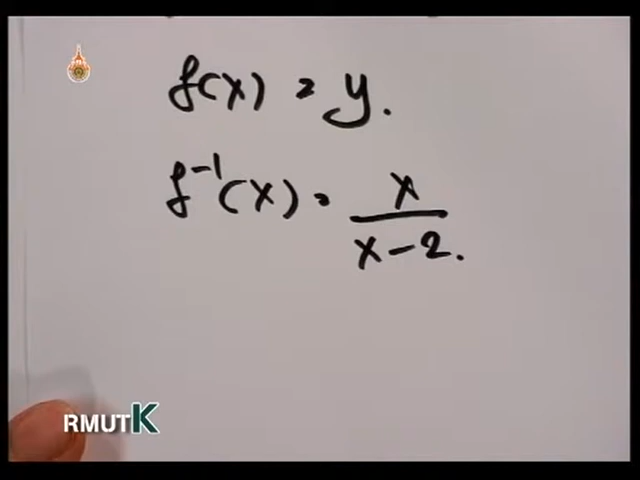 f(x) = y.
f⁻¹(x) = x / (x - 2).
RMUTK